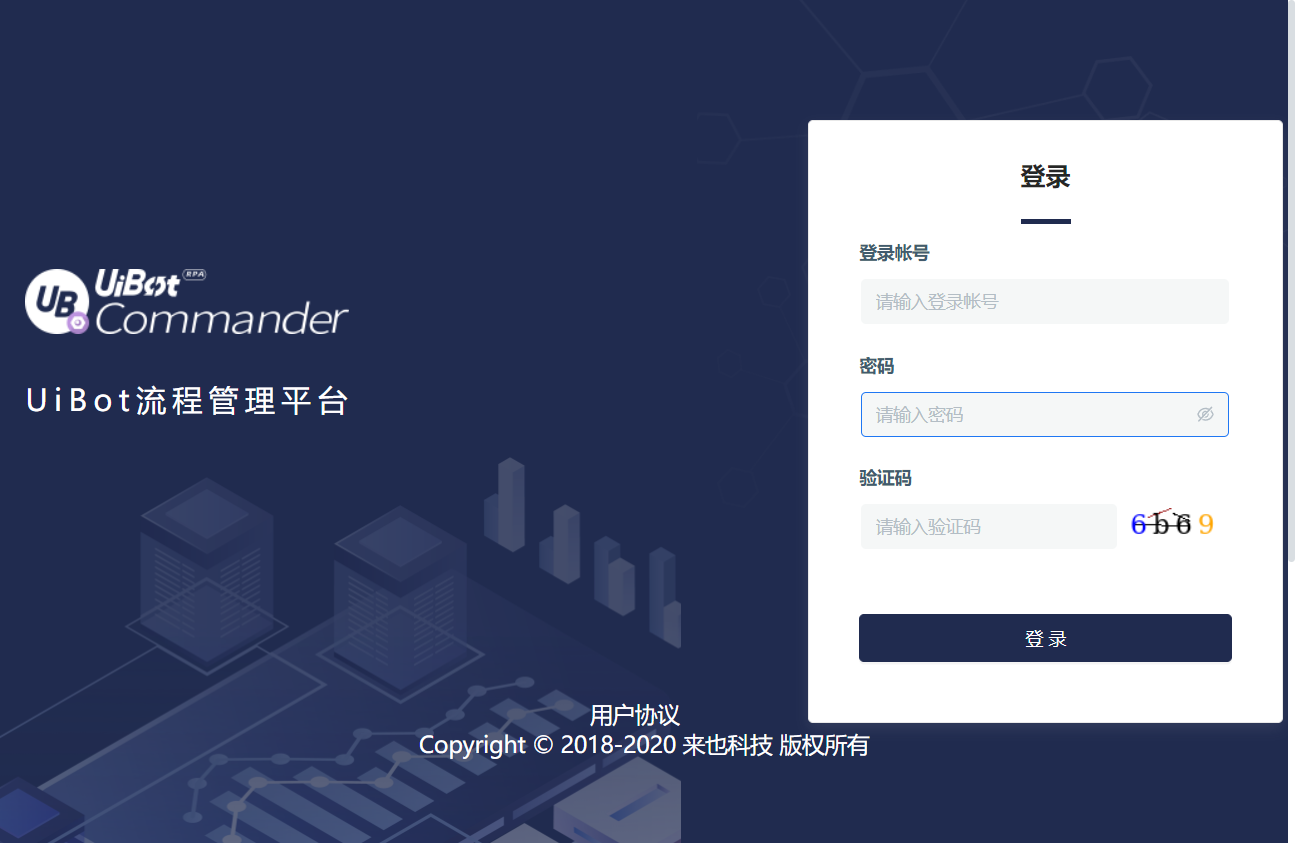 UB UiBot RPA
Commander
UiBot流程管理平台
登录
登录帐号
请输入登录帐号
密码
请输入密码
验证码
请输入验证码
6b69
登录
用户协议
Copyright © 2018-2020 来也科技 版权所有